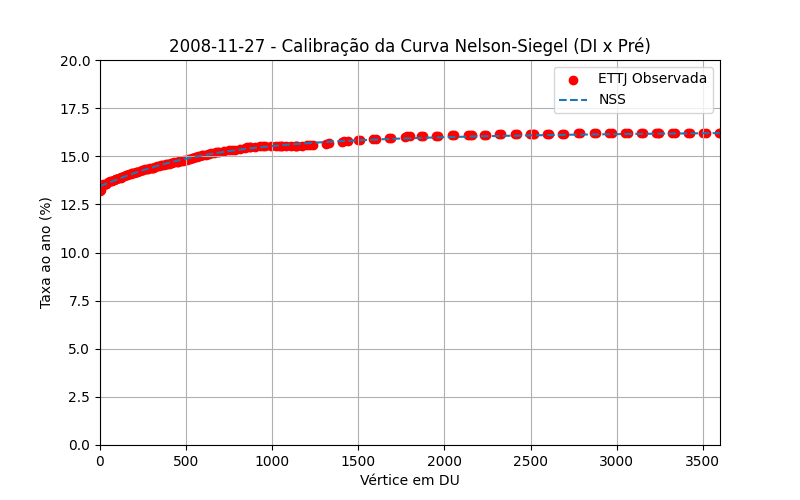 2008-11-27 - Calibração da Curva Nelson-Siegel (DI x Pré)
ETTJ Observada
NSS
Taxa ao ano (%)
20.0
17.5
15.0
12.5
10.0
7.5
5.0
2.5
0.0
0 500 1000 1500 2000 2500 3000 3500
Vértice em DU